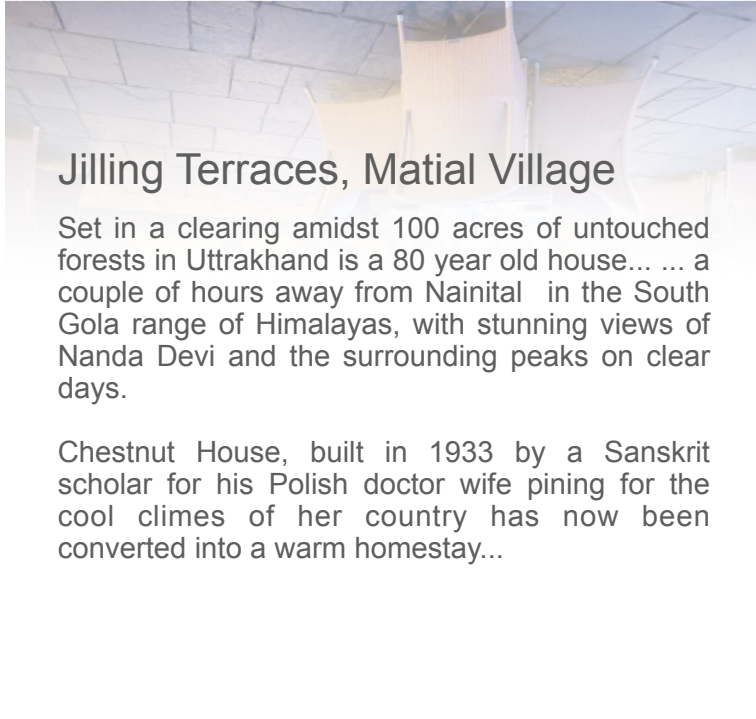 Jilling Terraces, Matial Village
Set in a clearing amidst 100 acres of untouched
forests in Uttrakhand is a 80 year old house... ... a
couple of hours away from Nainital  in the South
Gola range of Himalayas, with stunning views of
Nanda Devi and the surrounding peaks on clear
days.
Chestnut House, built in 1933 by a Sanskrit
scholar for his Polish doctor wife pining for the
cool climes of her country has now been
converted into a warm homestay...